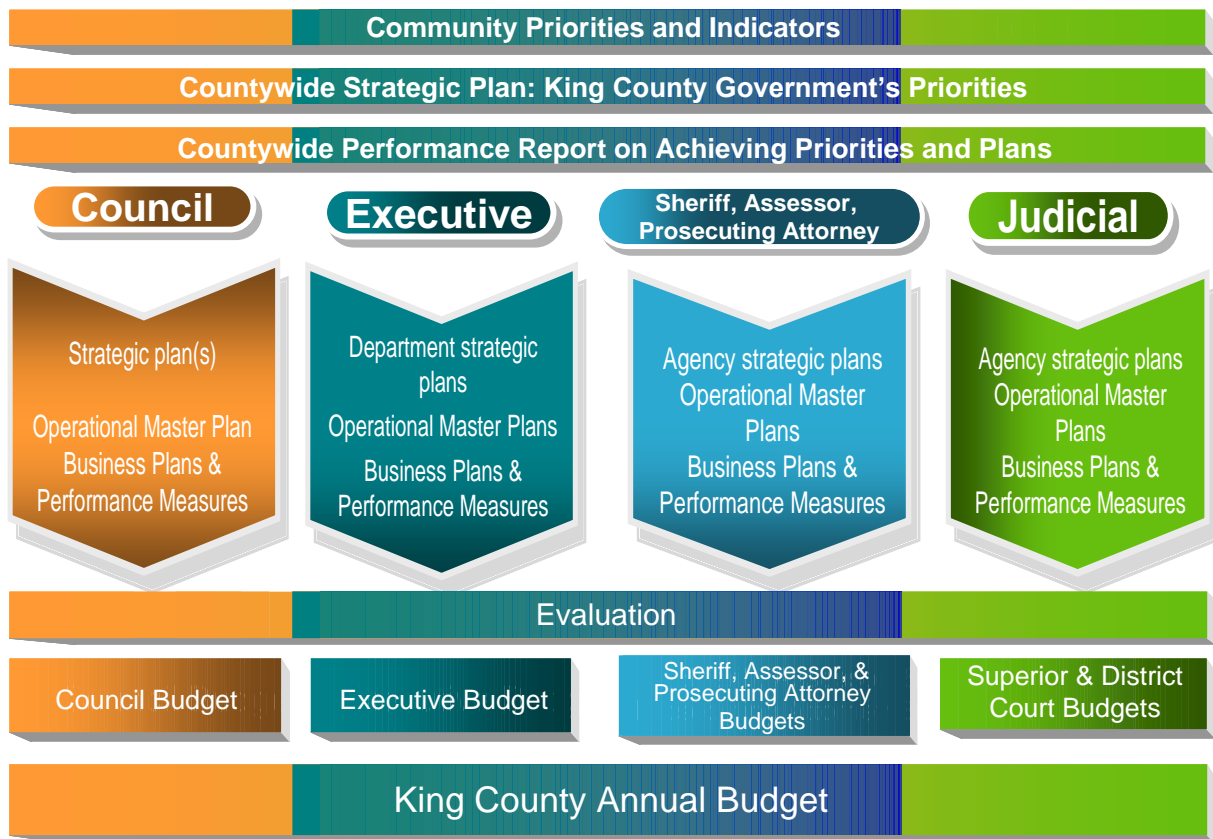 Community Priorities and Indicators
Countywide Strategic Plan: King County Government's Priorities
Countywide Performance Report on Achieving Priorities and Plans
Council
Executive
Sheriff, Assessor,
Prosecuting Attorney
Judicial
Strategic plan(s)
Operational Master Plan
Business Plans &
Performance Measures
Department strategic
plans
Operational Master Plans
Business Plans &
Performance Measures
Agency strategic plans
Operational Master
Plans
Business Plans &
Performance Measures
Agency strategic plans
Operational Master
Plans
Business Plans &
Performance Measures
Evaluation
Council Budget
Executive Budget
Sheriff, Assessor, &
Prosecuting Attorney
Budgets
Superior & District
Court Budgets
King County Annual Budget